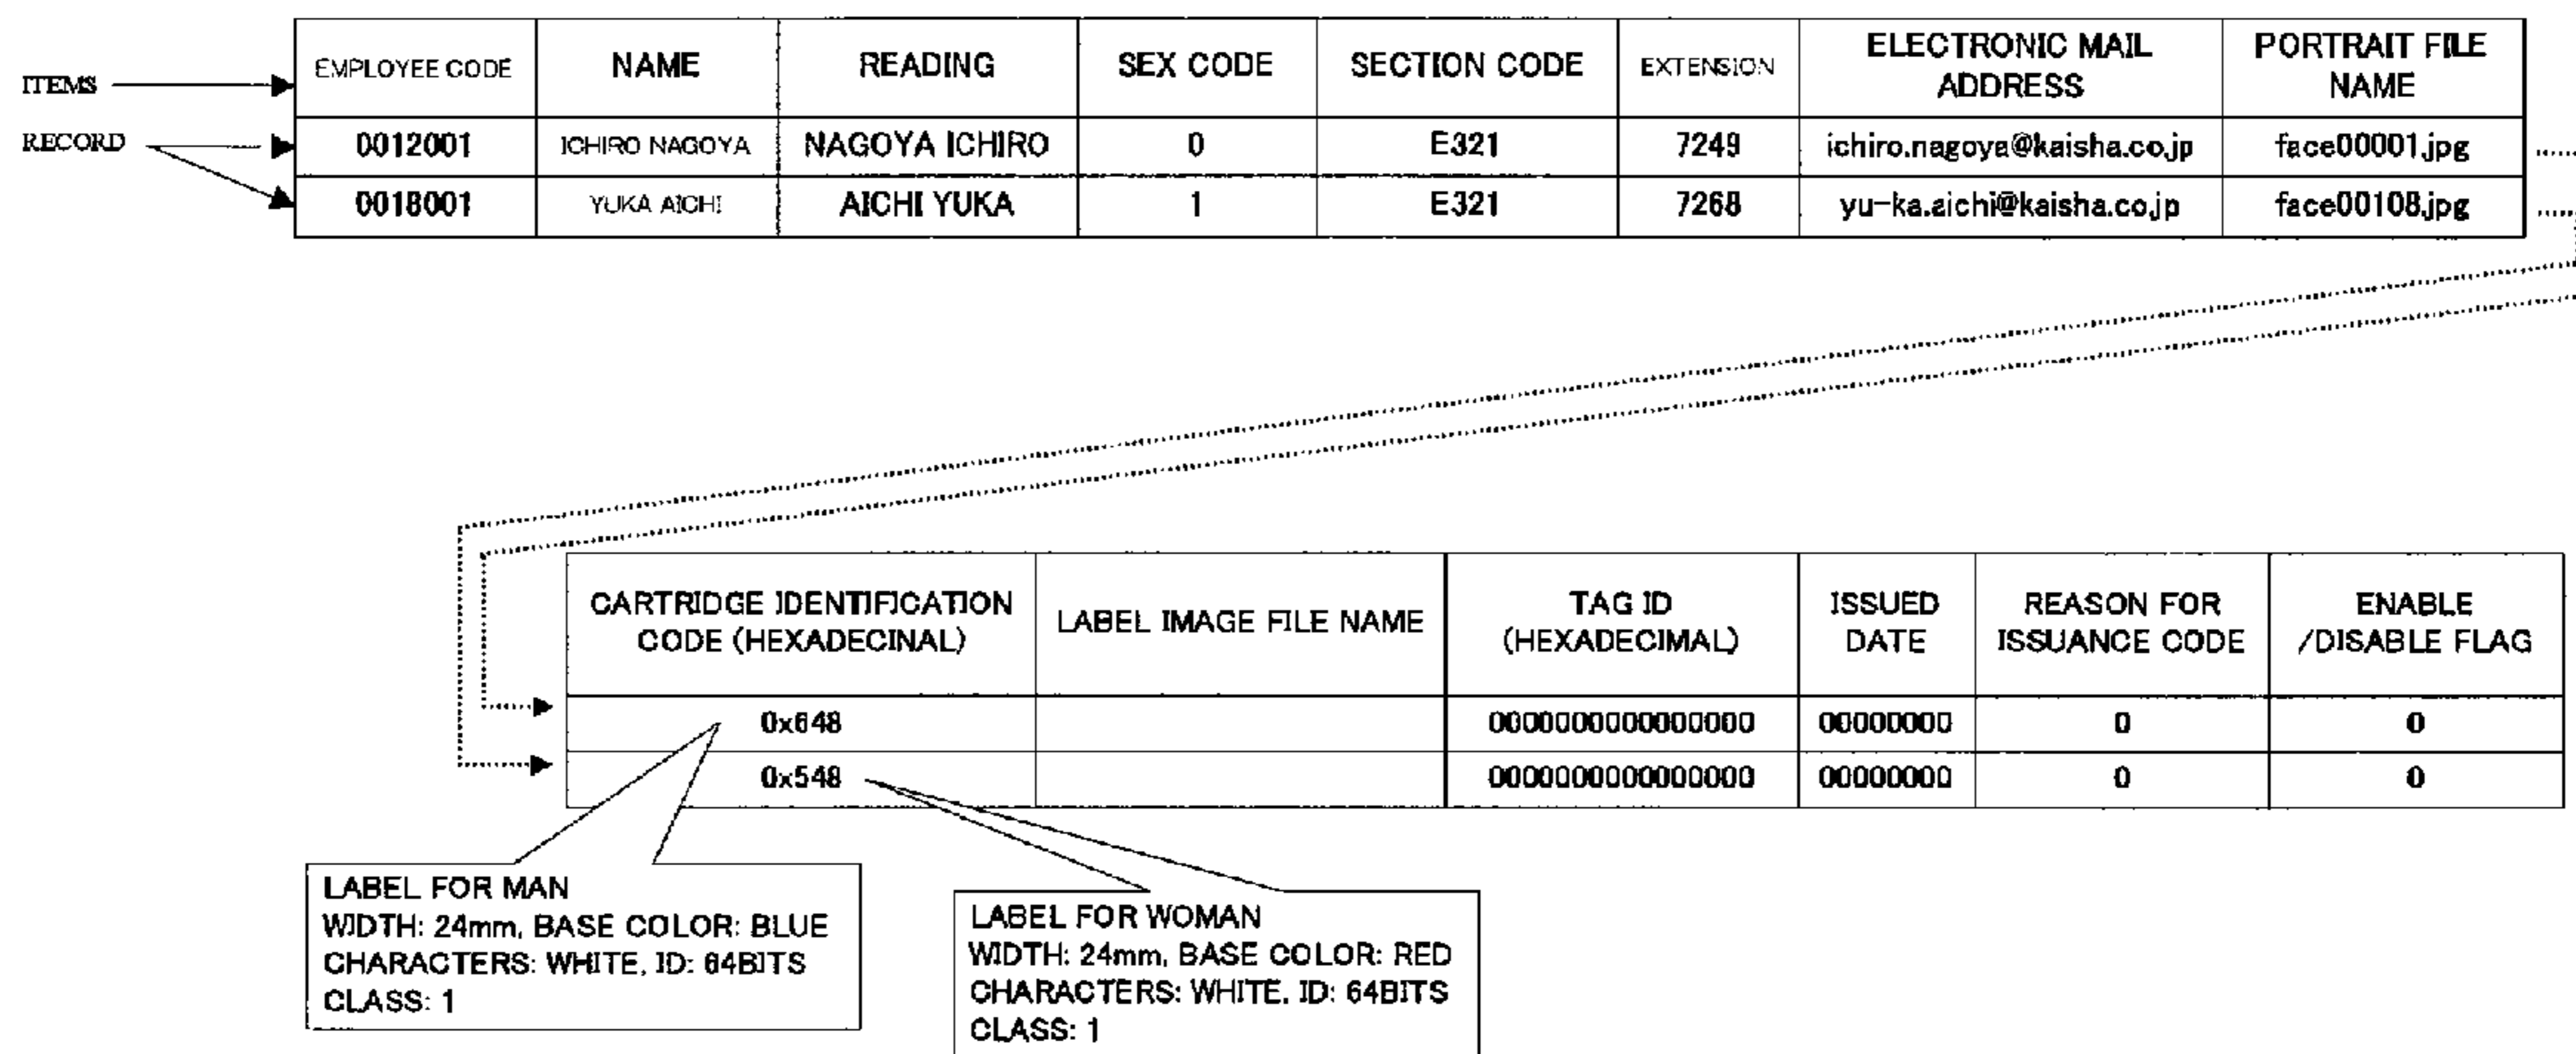 EMPLOYEE CODE NAME READING SEX CODE SECTION CODE EXTENSION ELECTRONIC MAIL ADDRESS PORTRAIT FILE NAME
ITEMS
RECORD
0012001 ICHIRO NAGOYA NAGOYA ICHIRO 0 E321 7249 ichiro.nagoya@kaisha.co.jp face00001.jpg
0018001 YUKA AICHI AICHI YUKA 1 E321 7268 yu-ka.aichi@kaisha.co.jp face00108.jpg
CARTRIDGE IDENTIFICATION CODE (HEXADECINAL) LABEL IMAGE FILE NAME TAG ID (HEXADECIMAL) ISSUED DATE REASON FOR ISSUANCE CODE ENABLE /DISABLE FLAG
0x648 0000000000000000 00000000 0 0
0x548 0000000000000000 00000000 0 0
LABEL FOR MAN
WIDTH: 24mm, BASE COLOR: BLUE
CHARACTERS: WHITE, ID: 64BITS
CLASS: 1
LABEL FOR WOMAN
WIDTH: 24mm, BASE COLOR: RED
CHARACTERS: WHITE, ID: 64BITS
CLASS: 1